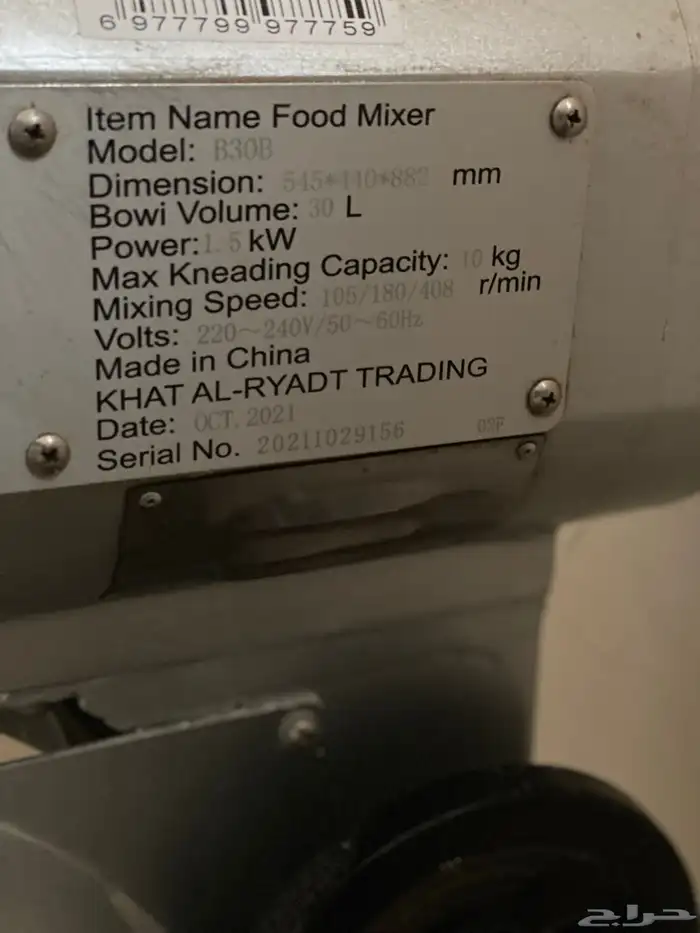 6 977799 977759
Item Name Food Mixer
Model: B30B
Dimension: 545*440*882 mm
Bowi Volume: 30 L
Power: 1.5 kW
Max Kneading Capacity: 10 kg
Mixing Speed: 105/180/408 r/min
Volts: 220~240V/50~60Hz
Made in China
KHAT AL-RYADT TRADING
Date: OCT. 2021
Serial No. 20211029156
حراج